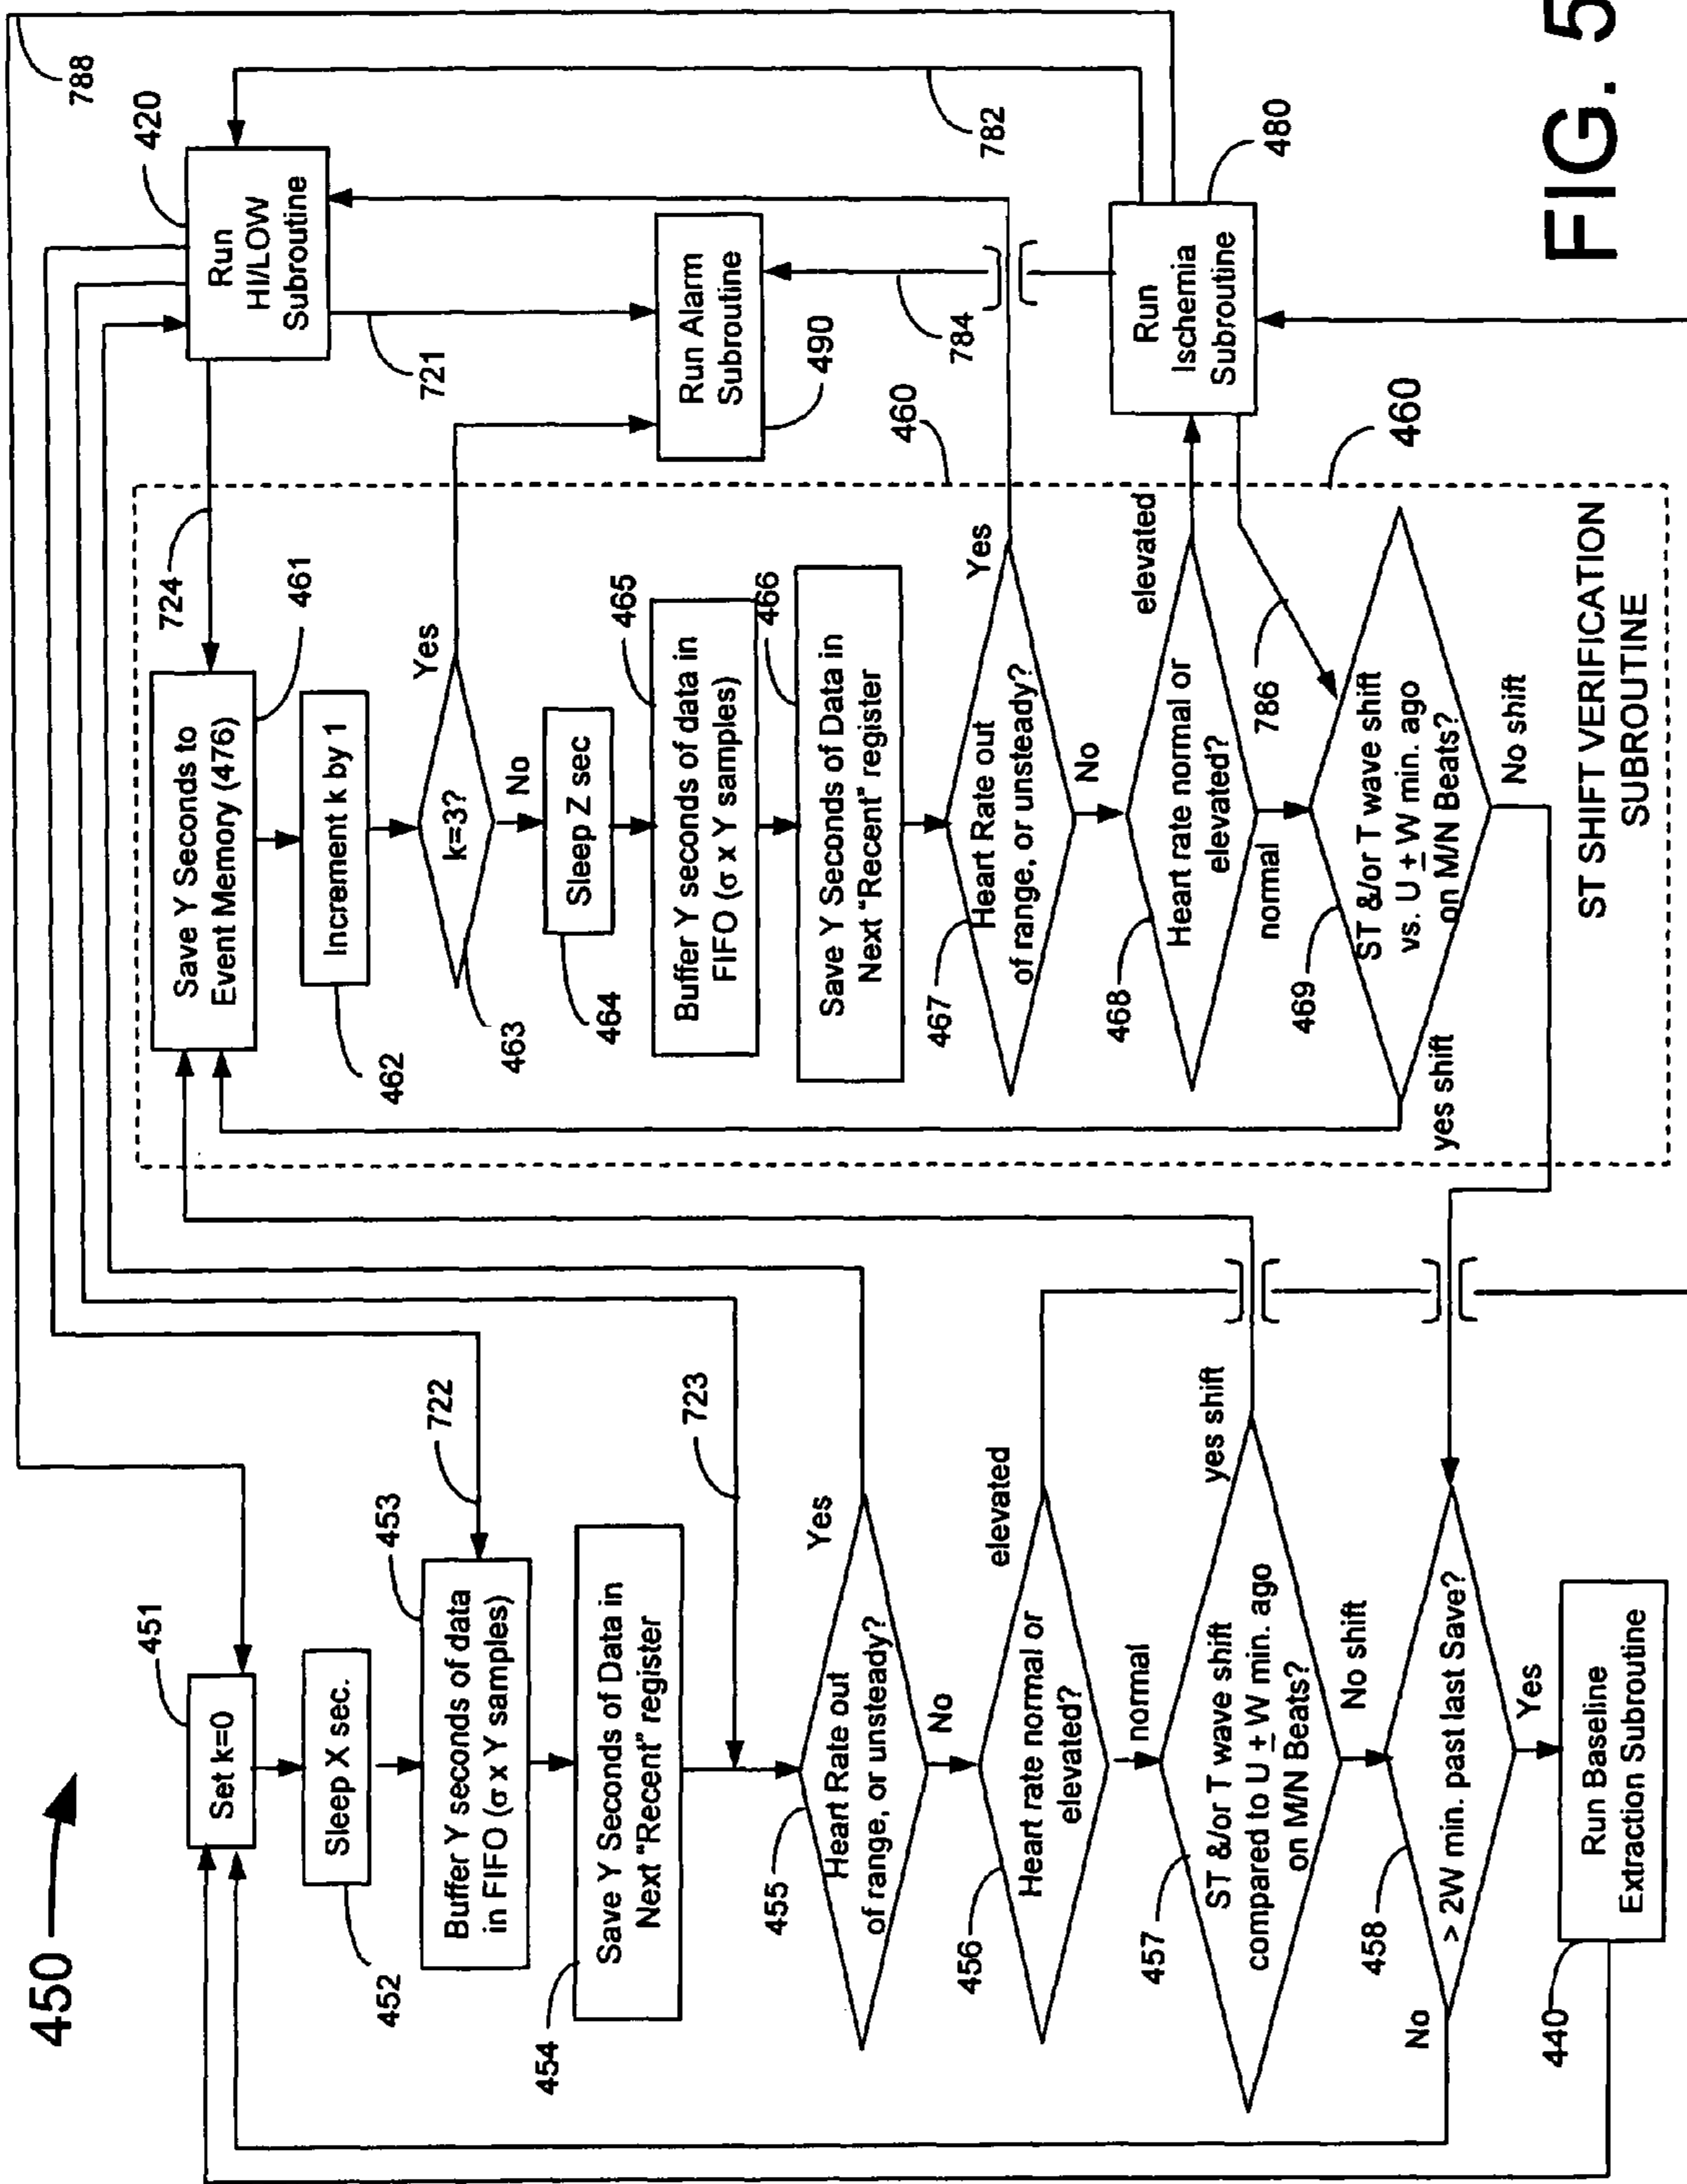 450
451
Set k=0
Sleep X sec.
452
453
Buffer Y seconds of data
in FIFO (σ x Y samples)
722
454
Save Y Seconds of Data in
Next "Recent" register
723
455
Heart Rate out
of range, or unsteady?
Yes
No
456
Heart rate normal or
elevated?
elevated
normal
457
ST &/or T wave shift
compared to U ± W min. ago
on M/N Beats?
yes shift
No shift
458
> 2W min. past last Save?
No
Yes
440
Run Baseline
Extraction Subroutine
724
Save Y Seconds to
Event Memory (476)
461
Increment k by 1
462
k=3?
Yes
463
No
Sleep Z sec
464
465
Buffer Y seconds of data in
FIFO (σ x Y samples)
466
Save Y Seconds of Data in
Next "Recent" register
467
Heart Rate out
of range, or unsteady?
Yes
No
460
468
Heart rate normal or
elevated?
elevated
normal
786
469
ST &/or T wave shift
vs. U ± W min. ago
on M/N Beats?
yes shift
No shift
460
ST SHIFT VERIFICATION
SUBROUTINE
788
420
Run
HI/LOW
Subroutine
721
Run Alarm
Subroutine
490
784
782
Run
Ischemia
Subroutine
480
FIG. 5